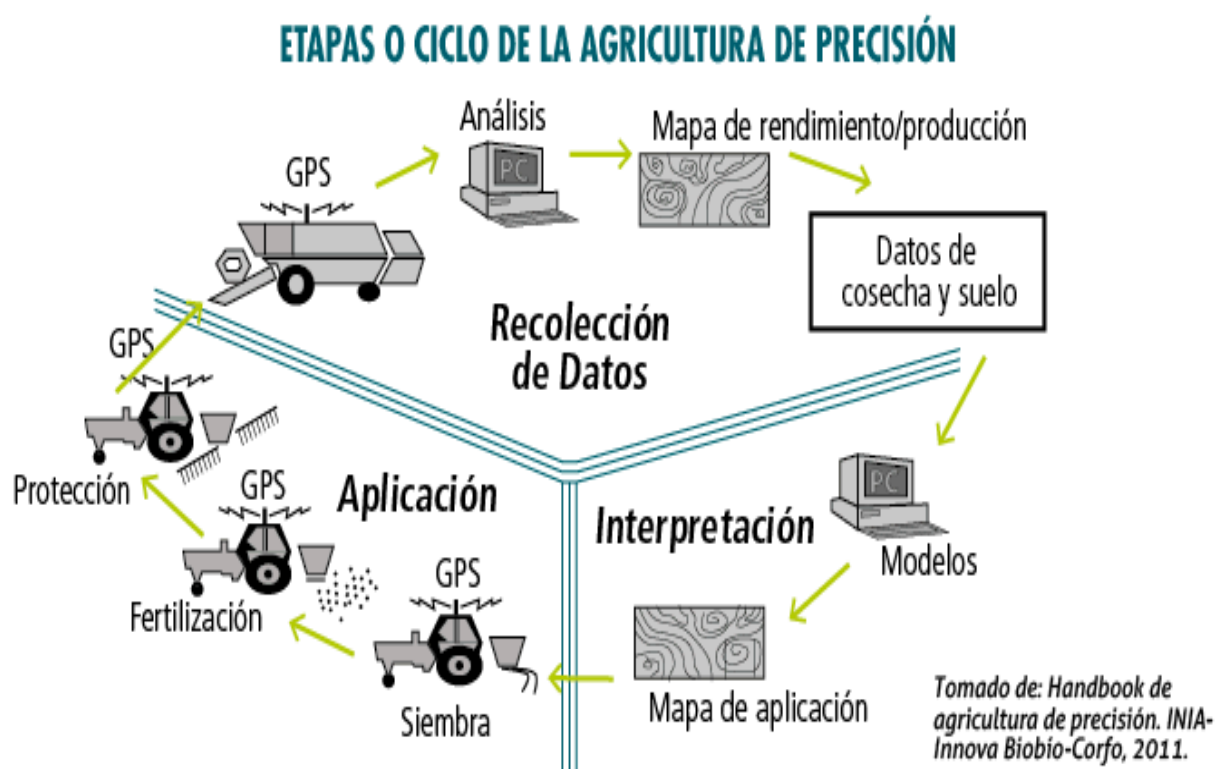 ETAPAS O CICLO DE LA AGRICULTURA DE PRECISIÓN
Análisis
PC
Mapa de rendimiento/producción
GPS
Datos de
cosecha y suelo
Recolección
de Datos
GPS
Protección
GPS
Aplicación
Fertilización
GPS
Siembra
Interpretación
PC
Modelos
Mapa de aplicación
Tomado de: Handbook de
agricultura de precisión. INIA-
Innova Biobío-Corfo, 2011.